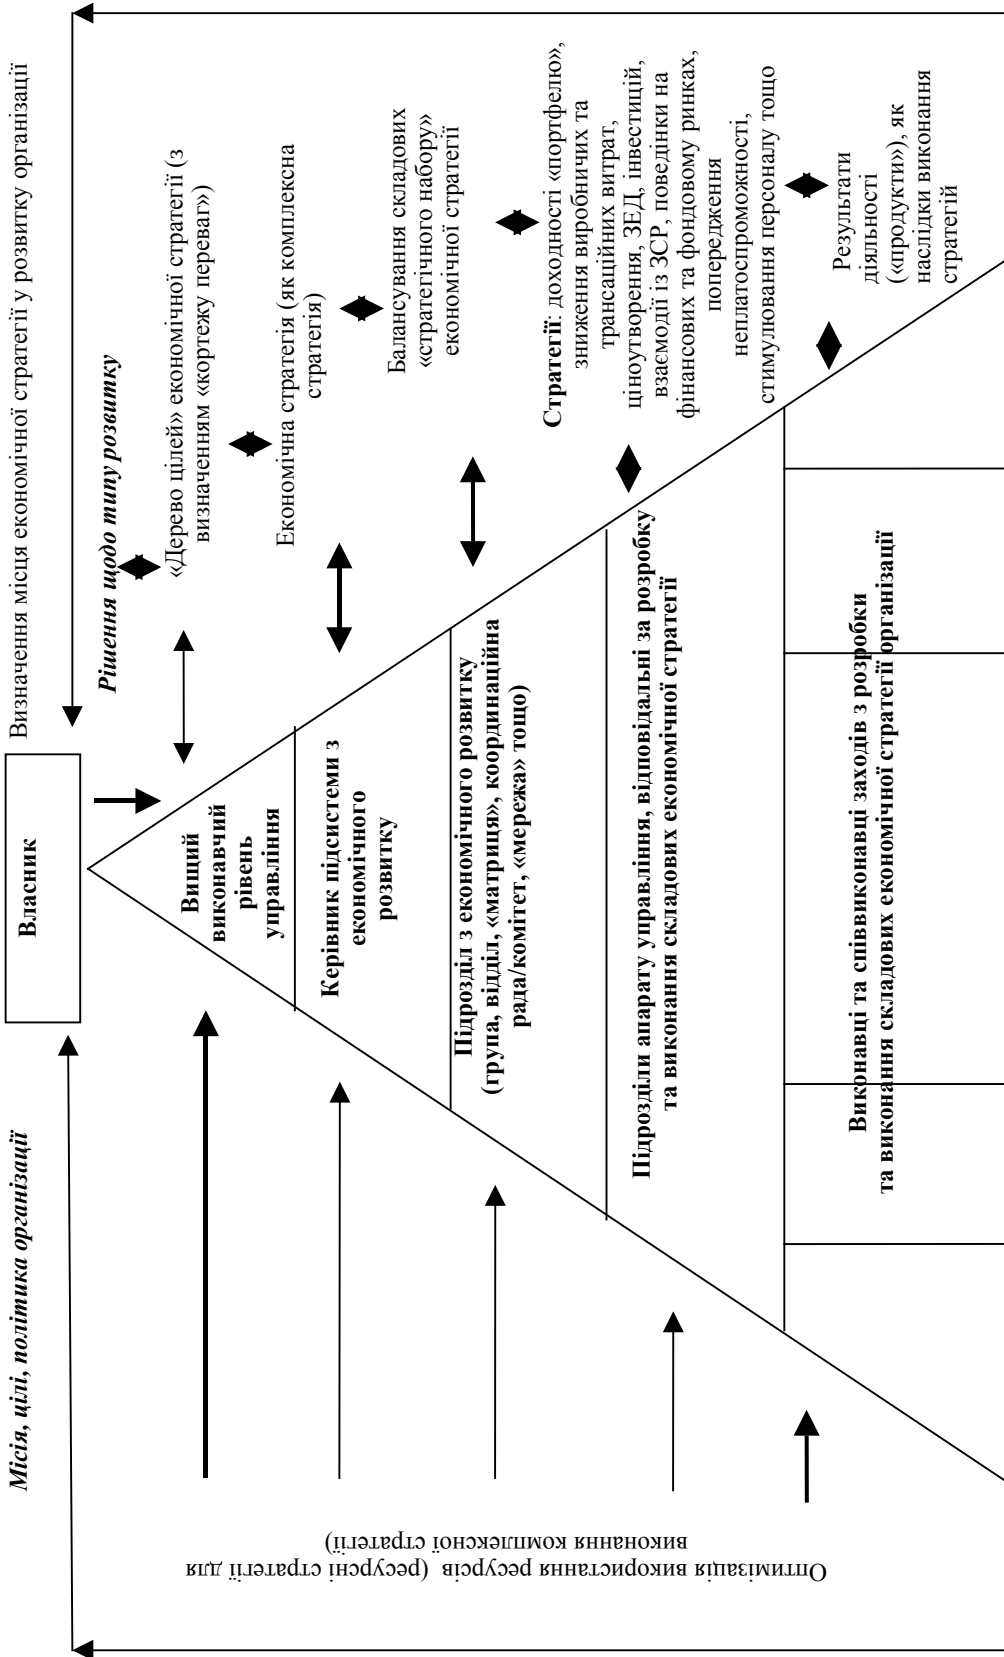 Місія, цілі, політика організації
Власник
Визначення місця економічної стратегії у розвитку організації
Рішення щодо типу розвитку
Вищий
виконавчий
рівень
управління
«Дерево цілей» економічної стратегії (з
визначенням «кортежу переваг»
Керівник підсистеми з
економічного
розвитку
Економічна стратегія (як комплексна
стратегія)
Підрозділ з економічного розвитку
(група, відділ, «матриця», координаційна
рада/комітет, «мережа» тощо)
Балансування складових
«стратегічного набору»
економічної стратегії
Підрозділи апарату управління, відповідальні за розробку
та виконання складових економічної стратегії
Стратегії: доходності «портфелю»,
зниження виробничих та
трансаційних витрат,
ціноутворення, ЗЕД, інвестицій,
взаємодії із ЗСР, поведінки на
фінансових та фондовому ринках,
попередження
неплатоспроможності,
стимулювання персоналу тощо
Виконавці та співвиконавці заходів з розробки
та виконання складових економічної стратегії організації
Результати
діяльності
(«продукти»), як
наслідки виконання
стратегій
Оптимізація використання ресурсів (ресурсні стратегії для
виконання комплексної стратегії)